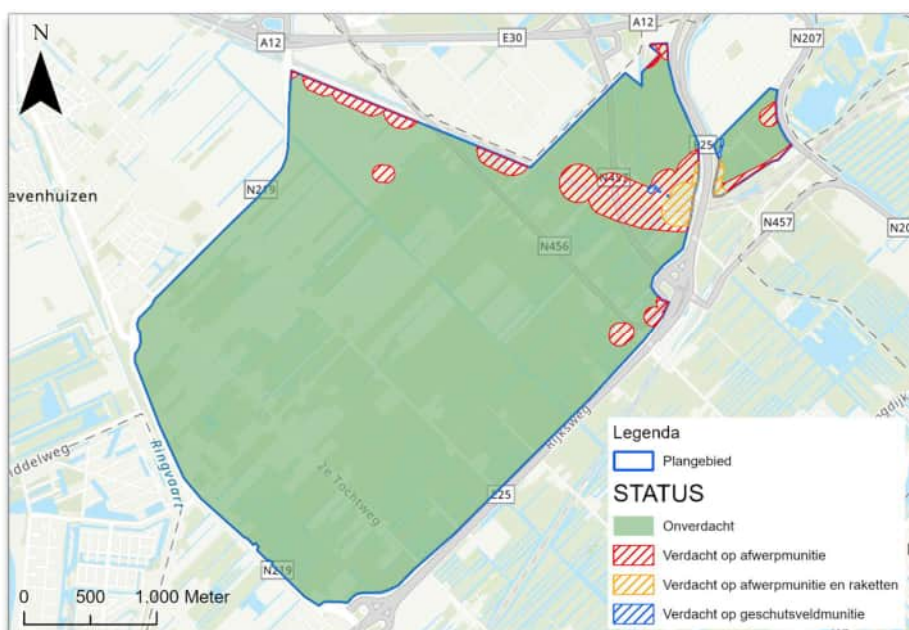 N
A12
E30
A12
N207
evenhuizen
N219
N456
N457
Ringvaart
2e Tochtweg
Rijksweg
E25
N219
ddelweg
0 500 1.000 Meter
Legenda
Plangebied
STATUS
Onverdacht
Verdacht op afwerpmunitie
Verdacht op afwerpmunitie en raketten
Verdacht op geschutsveldmunitie